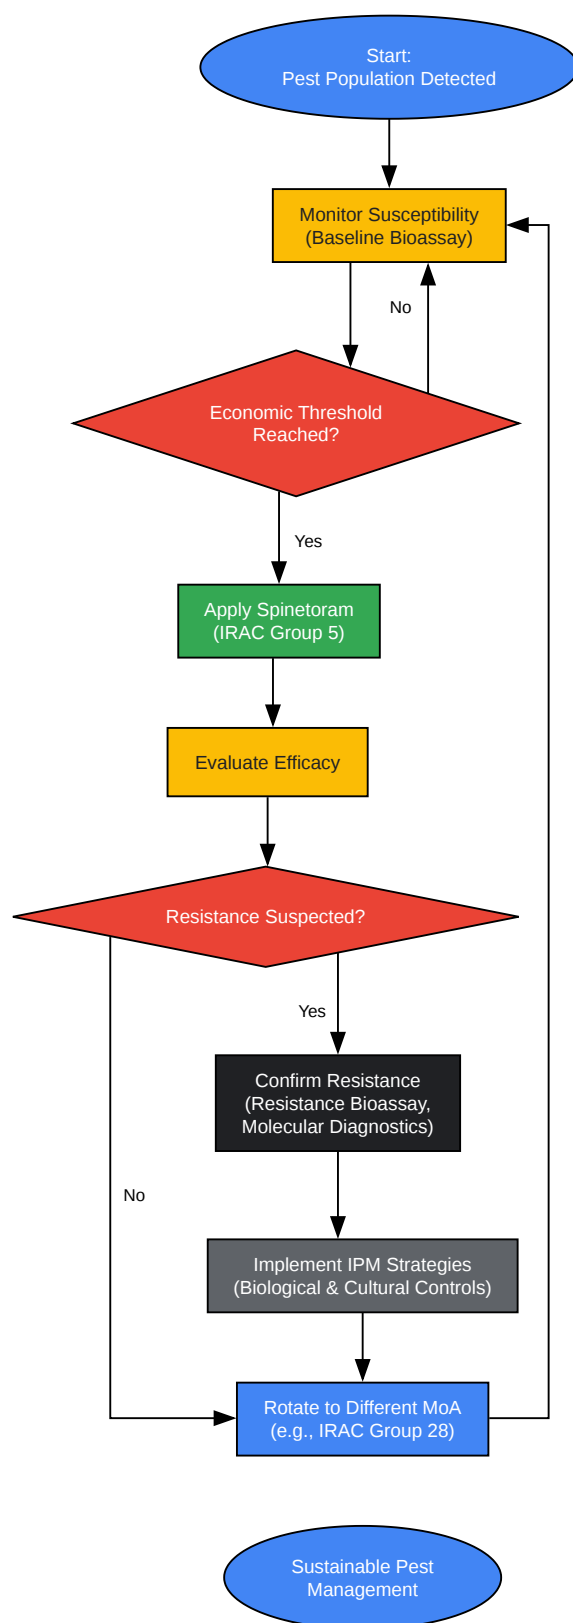 Start:
Pest Population Detected
Monitor Susceptibility
(Baseline Bioassay)
No
Economic Threshold
Reached?
Yes
Apply Spinetoram
(IRAC Group 5)
Evaluate Efficacy
Resistance Suspected?
Yes
Confirm Resistance
(Resistance Bioassay,
Molecular Diagnostics)
No
Implement IPM Strategies
(Biological & Cultural Controls)
Rotate to Different MoA
(e.g., IRAC Group 28)
Sustainable Pest
Management